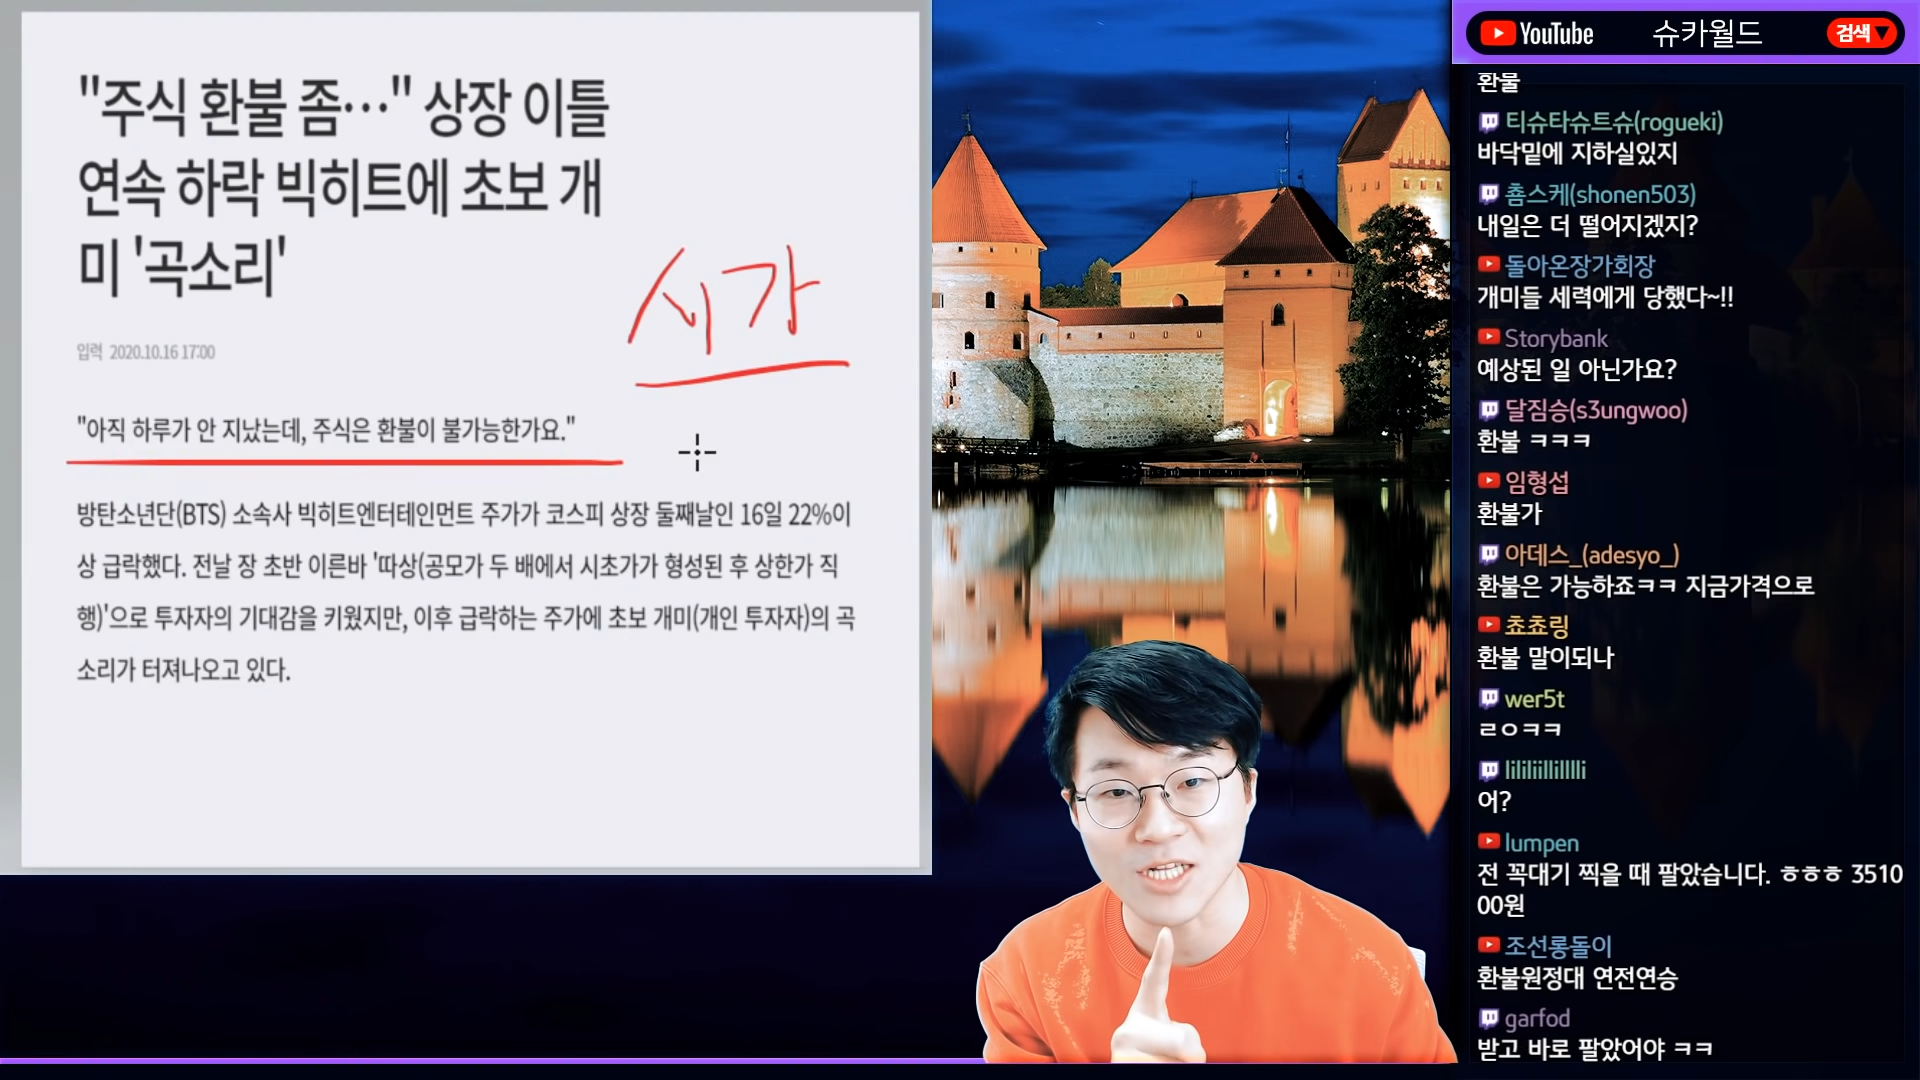 "주식 환불 좀…" 상장 이틀
연속 하락 빅히트에 초보 개
미 '곡소리'
시가
입력 2020.10.16 17:00
"아직 하루가 안 지났는데, 주식은 환불이 불가능한가요."
방탄소년단(BTS) 소속사 빅히트엔터테인먼트 주가가 코스피 상장 둘째날인 16일 22%이
상 급락했다. 전날 장 초반 이른바 '따상(공모가 두 배에서 시초가가 형성된 후 상한가 직
행)'으로 투자자의 기대감을 키웠지만, 이후 급락하는 주가에 초보 개미(개인 투자자)의 곡
소리가 터져나오고 있다.
YouTube 슈카월드 검색▼
환불
티슈타슈트슈(rogueki)
바닥밑에 지하실있지
춈스케(shonen503)
내일은 더 떨어지겠지?
돌아온장가회장
개미들 세력에게 당했다~!!
Storybank
예상된 일 아닌가요?
달짐승(s3ungwoo)
환불 ㅋㅋㅋ
임형섭
환불가
아데스_(adesyo_)
환불은 가능하죠ㅋㅋ 지금가격으로
쵸쵸링
환불 말이되나
wer5t
ㄹㅇㅋㅋ
어?
lumpen
전 꼭대기 찍을 때 팔았습니다. ㅎㅎㅎ 3510
00원
조선롱돌이
환불원정대 연전연승
garfod
받고 바로 팔았어야 ㅋㅋ